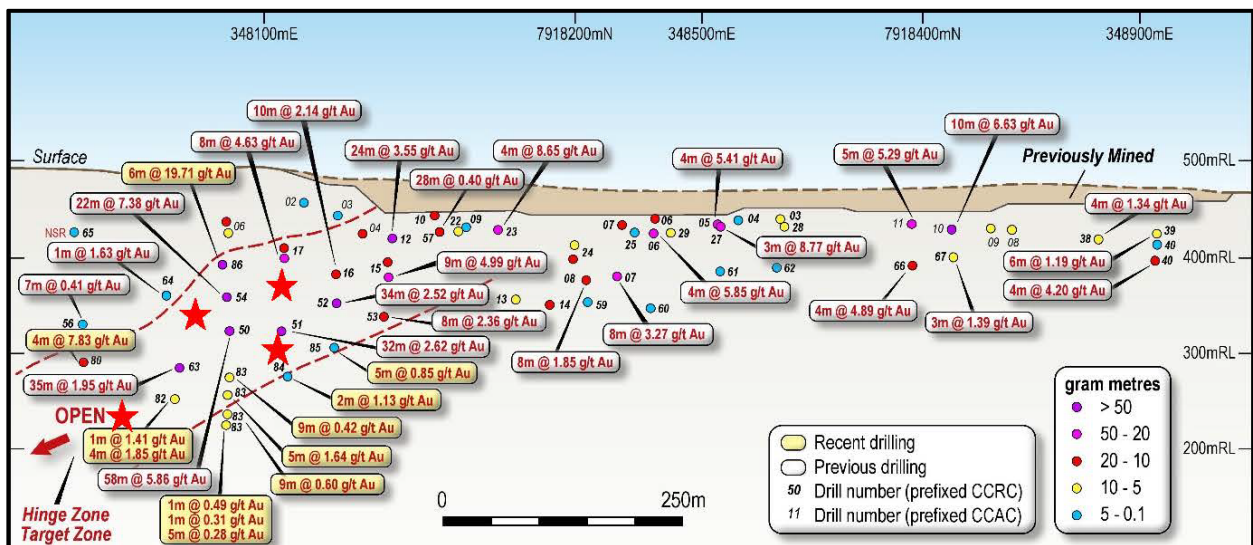 348100mE
7918200mN
348500mE
7918400mN
348900mE
10m @ 2.14 g/t Au
8m @ 4.63 g/t Au
24m @ 3.55 g/t Au
4m @ 8.65 g/t Au
28m @ 0.40 g/t Au
4m @ 5.41 g/t Au
5m @ 5.29 g/t Au
10m @ 6.63 g/t Au
Previously Mined
Surface
500mRL
6m @ 19.71 g/t Au
22m @ 7.38 g/t Au
4m @ 1.34 g/t Au
02
03
06
04
10
57
22
09
12
23
07
25
06
06
29
05
27
04
03
28
11
10
09
08
38
39
40
40
NSR
65
1m @ 1.63 g/t Au
3m @ 8.77 g/t Au
6m @ 1.19 g/t Au
400mRL
17
86
16
15
9m @ 4.99 g/t Au
24
08
07
61
62
66
67
4m @ 5.85 g/t Au
4m @ 4.20 g/t Au
7m @ 0.41 g/t Au
64
54
52
34m @ 2.52 g/t Au
13
14
59
60
4m @ 4.89 g/t Au
3m @ 1.39 g/t Au
56
50
51
53
8m @ 2.36 g/t Au
8m @ 3.27 g/t Au
4m @ 7.83 g/t Au
80
32m @ 2.62 g/t Au
8m @ 1.85 g/t Au
300mRL
85
5m @ 0.85 g/t Au
35m @ 1.95 g/t Au
63
84
2m @ 1.13 g/t Au
83
82
83
83
83
OPEN
9m @ 0.42 g/t Au
1m @ 1.41 g/t Au
4m @ 1.85 g/t Au
5m @ 1.64 g/t Au
58m @ 5.86 g/t Au
9m @ 0.60 g/t Au
200mRL
1m @ 0.49 g/t Au
1m @ 0.31 g/t Au
5m @ 0.28 g/t Au
Hinge Zone
Target Zone
0
250m
Recent drilling
Previous drilling
50 Drill number (prefixed CCRC)
11 Drill number (prefixed CCAC)
gram metres
> 50
50 - 20
20 - 10
10 - 5
5 - 0.1